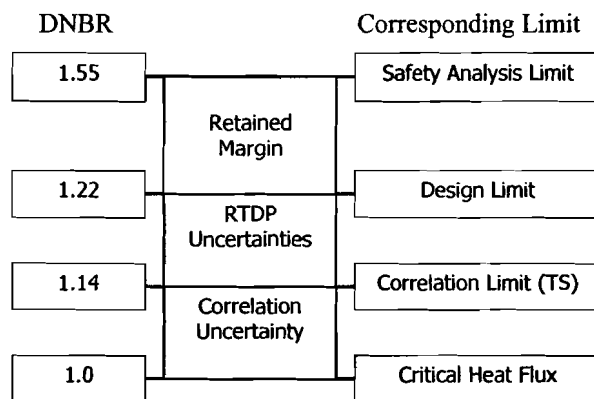 DNBR Corresponding Limit
1.55 Safety Analysis Limit
Retained
Margin
1.22 Design Limit
RTDP
Uncertainties
1.14 Correlation Limit (TS)
Correlation
Uncertainty
1.0 Critical Heat Flux